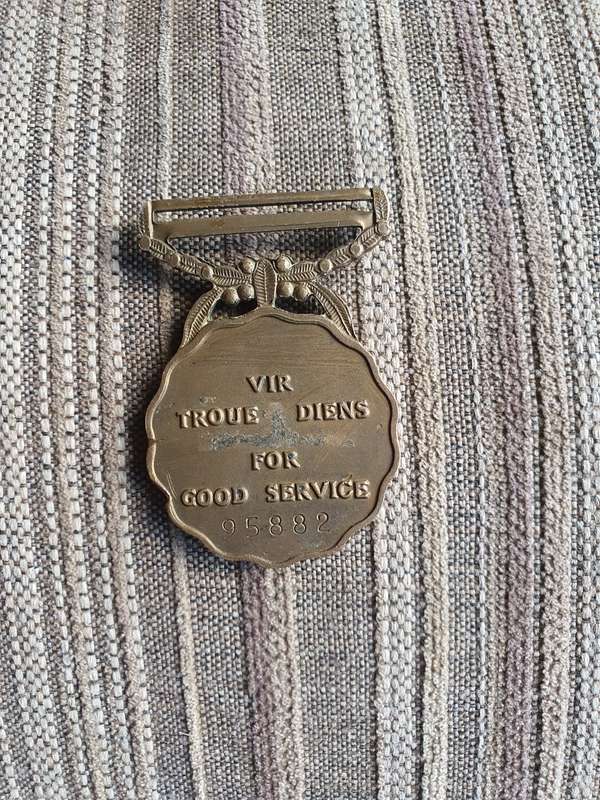 VIR
TROUE DIENS
FOR
GOOD SERVICE
95882